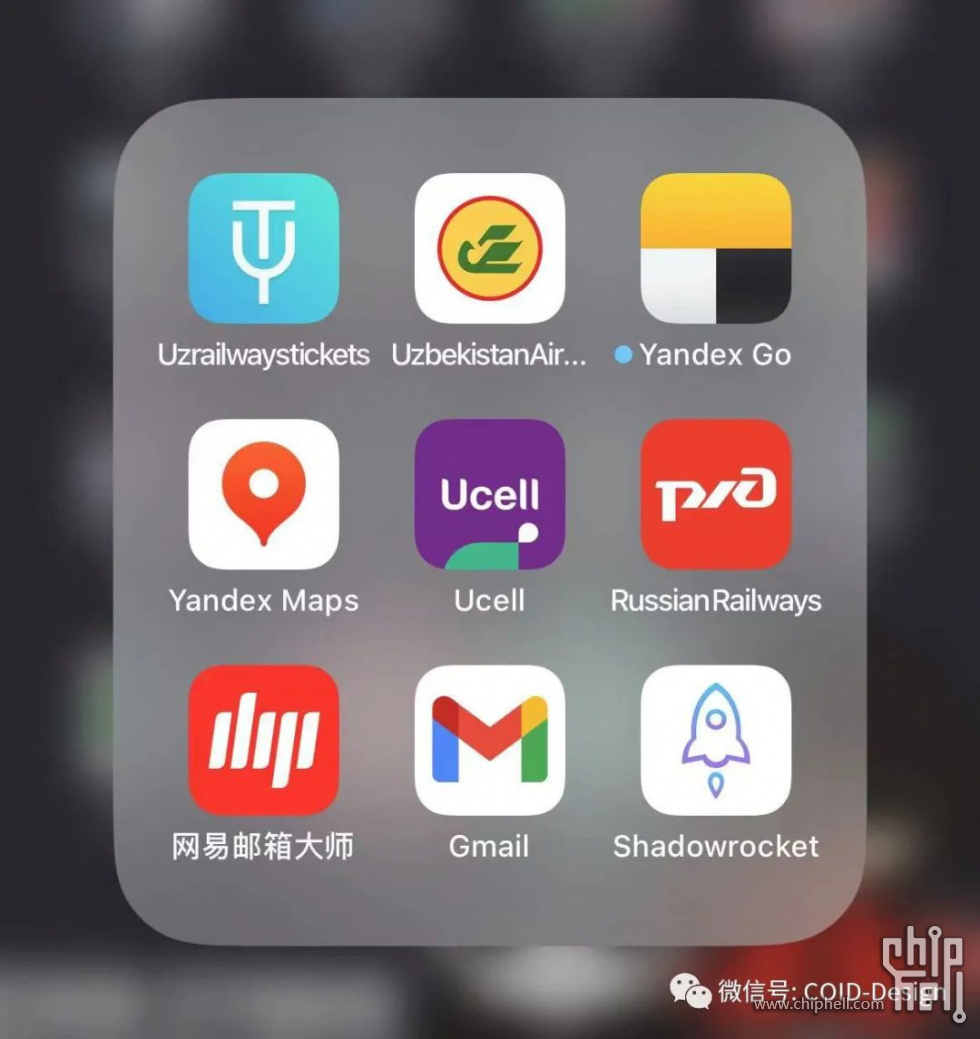 Uzrailwaystickets
UzbekistanAir...
Yandex Go
Yandex Maps
Ucell
Ucell
ржд
RussianRailways
网易邮箱大师
Gmail
Shadowrocket
微信号: COID-Design
www.chiphell.com
chip
hell